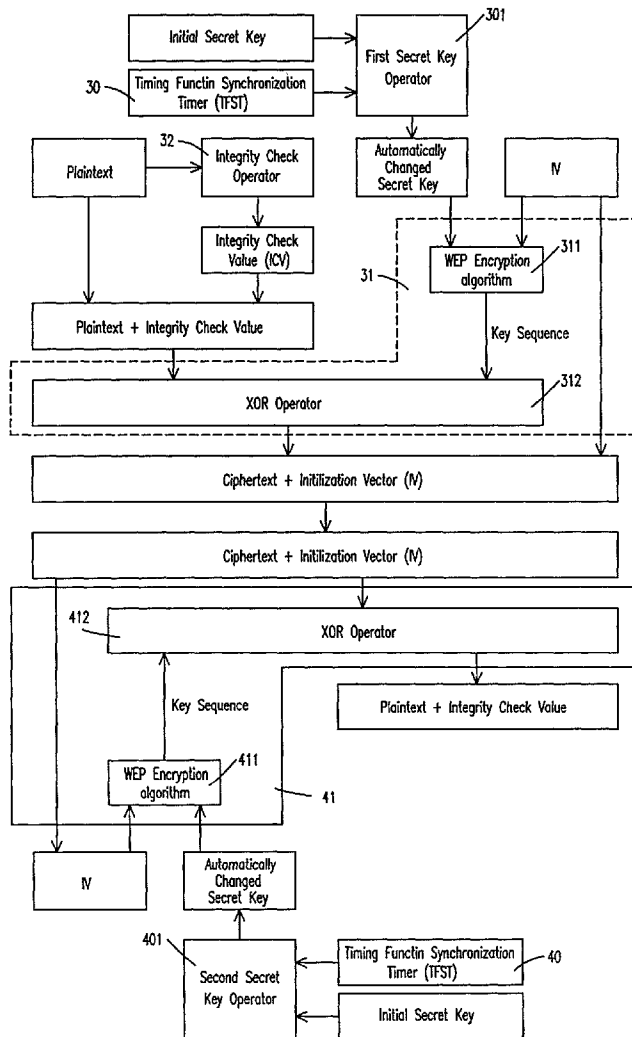 Initial Secret Key
301
First Secret Key
Operator
30
Timing Functin Synchronization
Timer (TFST)
32
Plaintext
Integrity Check
Operator
Automatically
Changed
Secret Key
IV
Integrity Check
Value (ICV)
31
WEP Encryption
algorithm
311
Plaintext + Integrity Check Value
Key Sequence
XOR Operator
312
Ciphertext + Initilization Vector (IV)
Ciphertext + Initilization Vector (IV)
412
XOR Operator
Key Sequence
Plaintext + Integrity Check Value
WEP Encryption
algorithm
411
41
IV
Automatically
Changed
Secret Key
401
Second Secret
Key Operator
Timing Functin Synchronization
Timer (TFST)
40
Initial Secret Key